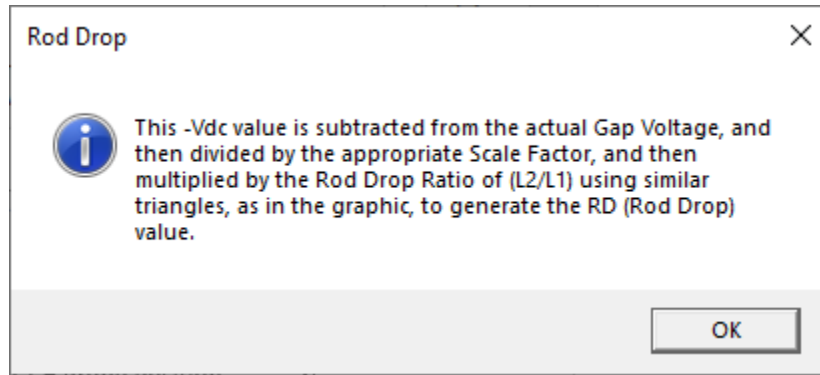 Rod Drop
This -Vdc value is subtracted from the actual Gap Voltage, and
then divided by the appropriate Scale Factor, and then
multiplied by the Rod Drop Ratio of (L2/L1) using similar
triangles, as in the graphic, to generate the RD (Rod Drop)
value.
OK